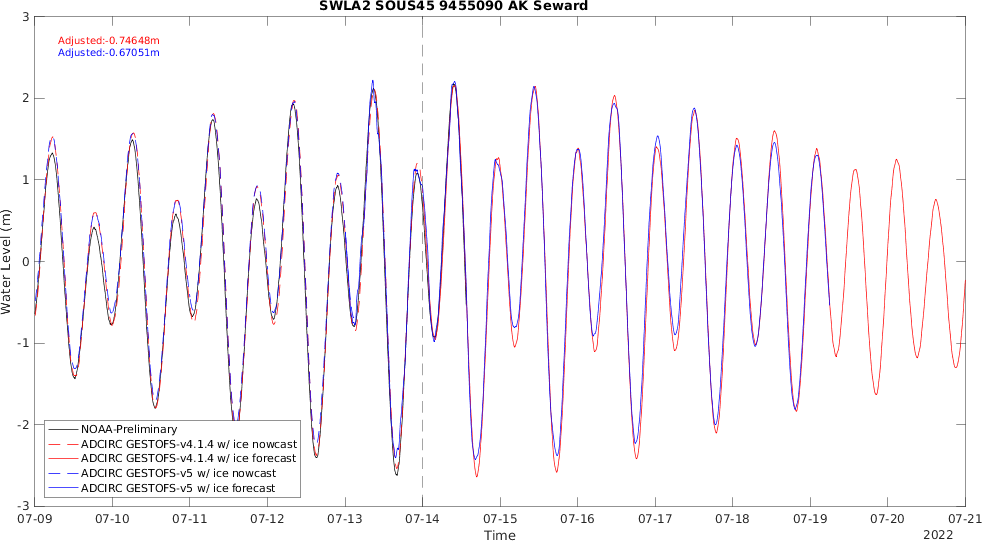 SWLA2 SOUS45 9455090 AK Seward
Adjusted:-0.74648m
Adjusted:-0.67051m
3
2
1
0
-1
-2
-3
Water Level (m)
NOAA-Preliminary
ADCIRC GESTOFS-v4.1.4 w/ ice nowcast
ADCIRC GESTOFS-v4.1.4 w/ ice forecast
ADCIRC GESTOFS-v5 w/ ice nowcast
ADCIRC GESTOFS-v5 w/ ice forecast
07-09 07-10 07-11 07-12 07-13 07-14 07-15 07-16 07-17 07-18 07-19 07-20 07-21
Time
2022